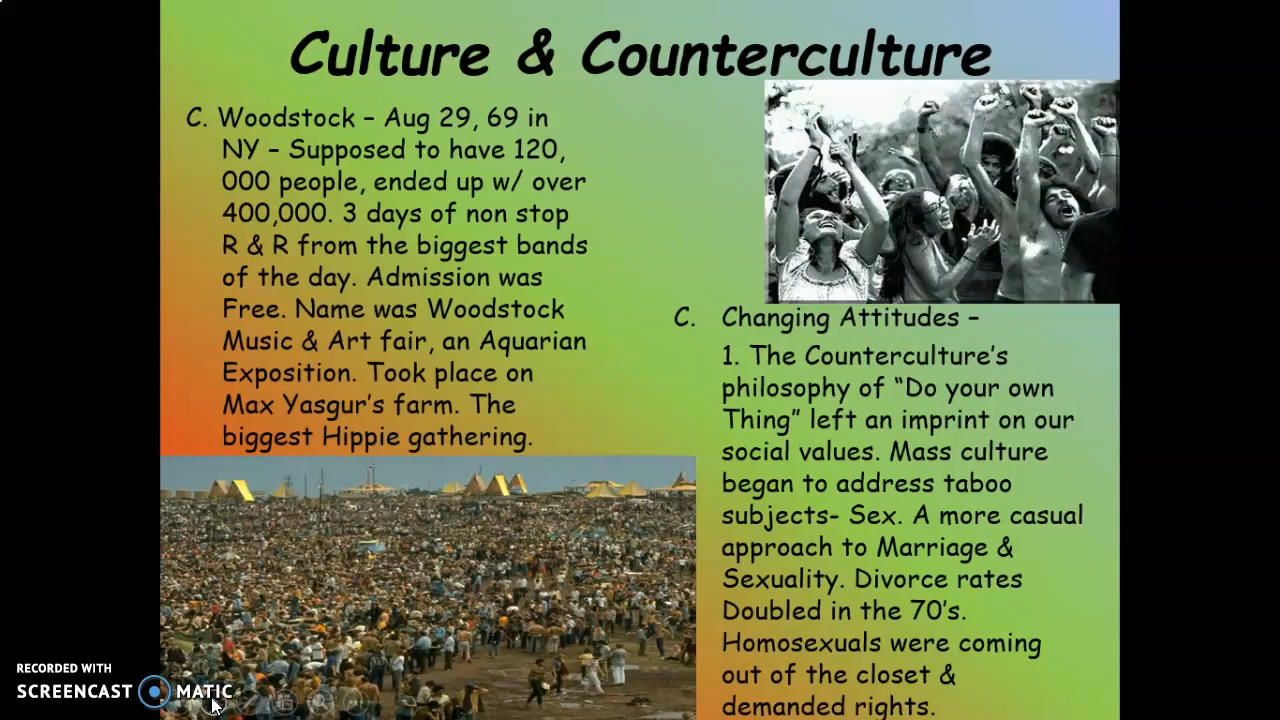 Culture & Counterculture
C. Woodstock – Aug 29, 69 in
NY – Supposed to have 120,
000 people, ended up w/ over
400,000. 3 days of non stop
R & R from the biggest bands
of the day. Admission was
Free. Name was Woodstock
Music & Art fair, an Aquarian
Exposition. Took place on
Max Yasgur’s farm. The
biggest Hippie gathering.
C. Changing Attitudes –
1. The Counterculture’s
philosophy of “Do your own
Thing” left an imprint on our
social values. Mass culture
began to address taboo
subjects- Sex. A more casual
approach to Marriage &
Sexuality. Divorce rates
Doubled in the 70’s.
Homosexuals were coming
out of the closet &
demanded rights.
RECORDED WITH
SCREENCAST MATIC